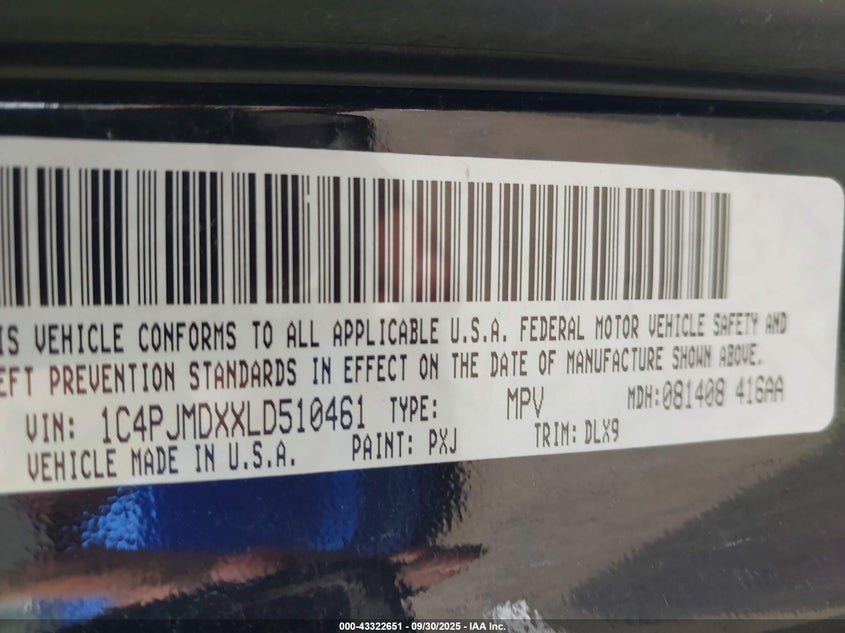 IS VEHICLE CONFORMS TO ALL APPLICABLE U.S.A. FEDERAL MOTOR VEHICLE SAFETY AND
EFT PREVENTION STANDARDS IN EFFECT ON THE DATE OF MANUFACTURE SHOWN ABOVE.
VIN: 1C4PJMDXXLD510461 TYPE: MPV MDH:081408 416AA
VEHICLE MADE IN U.S.A. PAINT: PXJ TRIM: DLX9
000-43322651 - 09/30/2025 - IAA Inc.